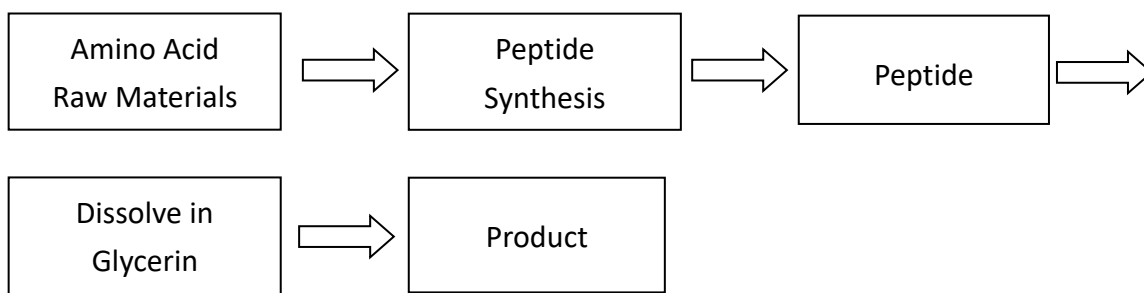 Amino Acid
Raw Materials
Peptide
Synthesis
Peptide
Dissolve in
Glycerin
Product